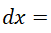 dx =